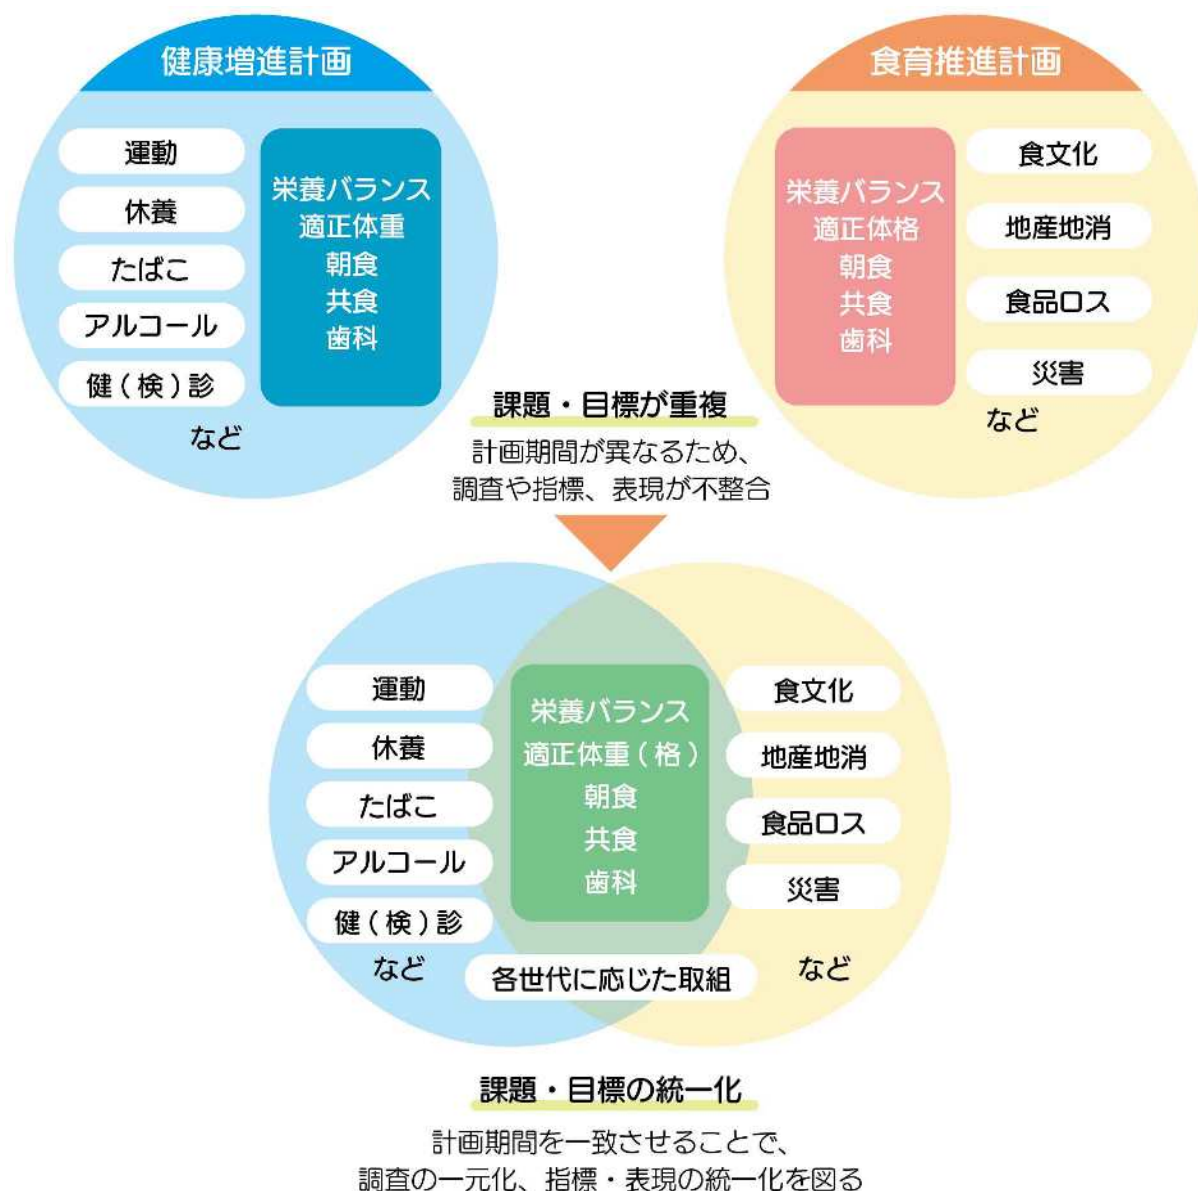 健康増進計画
運動
休養
たばこ
アルコール
健(検)診
など
栄養バランス
適正体重
朝食
共食
歯科
食育推進計画
栄養バランス
適正体格
朝食
共食
歯科
食文化
地産地消
食品ロス
災害
など
課題・目標が重複
計画期間が異なるため、
調査や指標、表現が不整合
運動
休養
たばこ
アルコール
健(検)診
など
栄養バランス
適正体重(格)
朝食
共食
歯科
各世代に応じた取組
食文化
地産地消
食品ロス
災害
など
課題・目標の統一化
計画期間を一致させることで、
調査の一元化、指標・表現の統一化を図る